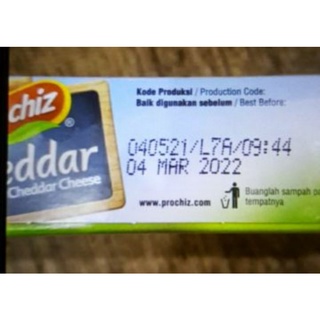 chiz
®
eddar
Cheddar Cheese
Kode Produksi / Production Code:
Baik digunakan sebelum / Best Before:
040521/L7A/09:44
04 MAR 2022
www.prochiz.com
Buanglah sampah
tempatnya